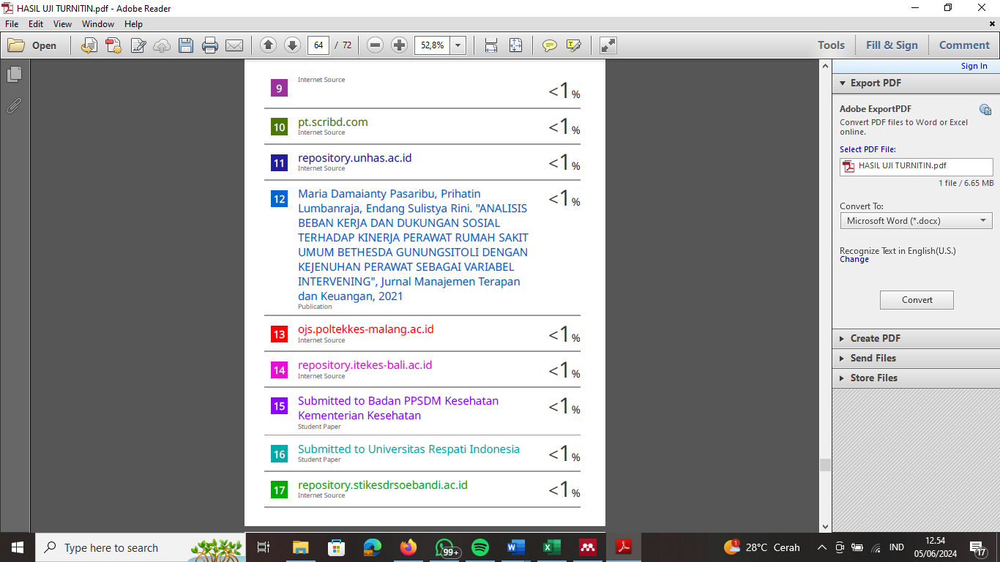 HASIL UJI TURNITIN.pdf - Adobe Reader
File Edit View Window Help
Open 64 / 72 52,8% Tools Fill & Sign Comment
Sign In
9 Internet Source <1%
10 pt.scribd.com <1%
Internet Source
11 repository.unhas.ac.id <1%
Internet Source
12 Maria Damaianty Pasaribu, Prihatin <1%
Lumbanraja, Endang Sulistya Rini. "ANALISIS
BEBAN KERJA DAN DUKUNGAN SOSIAL
TERHADAP KINERJA PERAWAT RUMAH SAKIT
UMUM BETHESDA GUNUNGSITOLI DENGAN
KEJENUHAN PERAWAT SEBAGAI VARIABEL
INTERVENING", Jurnal Manajemen Terapan
dan Keuangan, 2021
Publication
13 ojs.poltekkes-malang.ac.id <1%
Internet Source
14 repository.itekes-bali.ac.id <1%
Internet Source
15 Submitted to Badan PPSDM Kesehatan <1%
Kementerian Kesehatan
Student Paper
16 Submitted to Universitas Respati Indonesia <1%
Student Paper
17 repository.stikesdrsoebandi.ac.id <1%
Internet Source
Export PDF
Adobe ExportPDF
Convert PDF files to Word or Excel
online.
Select PDF File:
HASIL UJI TURNITIN.pdf
1 file / 6.65 MB
Convert To:
Microsoft Word (*.docx)
Recognize Text in English(U.S.)
Change
Convert
Create PDF
Send Files
Store Files
Type here to search
99+
1
28°C Cerah
IND
12.54
05/06/2024
17